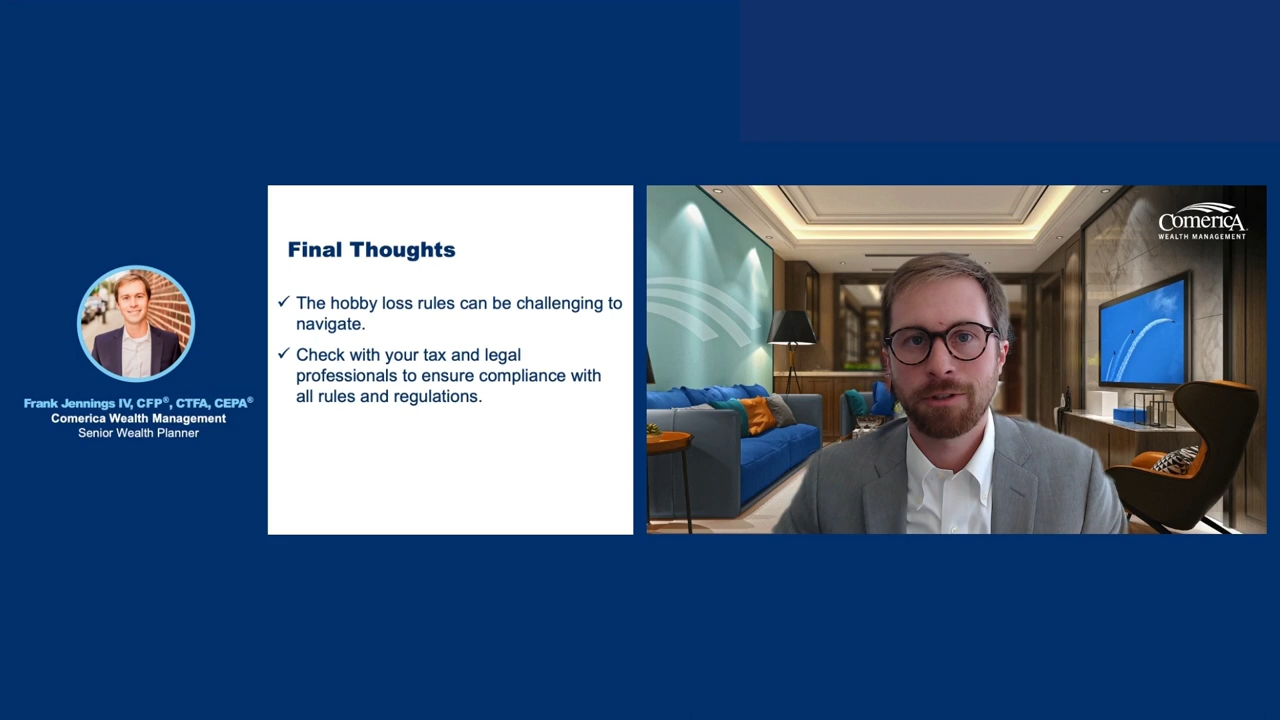 Final Thoughts
✓ The hobby loss rules can be challenging to
navigate.
✓ Check with your tax and legal
professionals to ensure compliance with
all rules and regulations.
Frank Jennings IV, CFP®, CTFA, CEPA®
Comerica Wealth Management
Senior Wealth Planner
ComericA
WEALTH MANAGEMENT